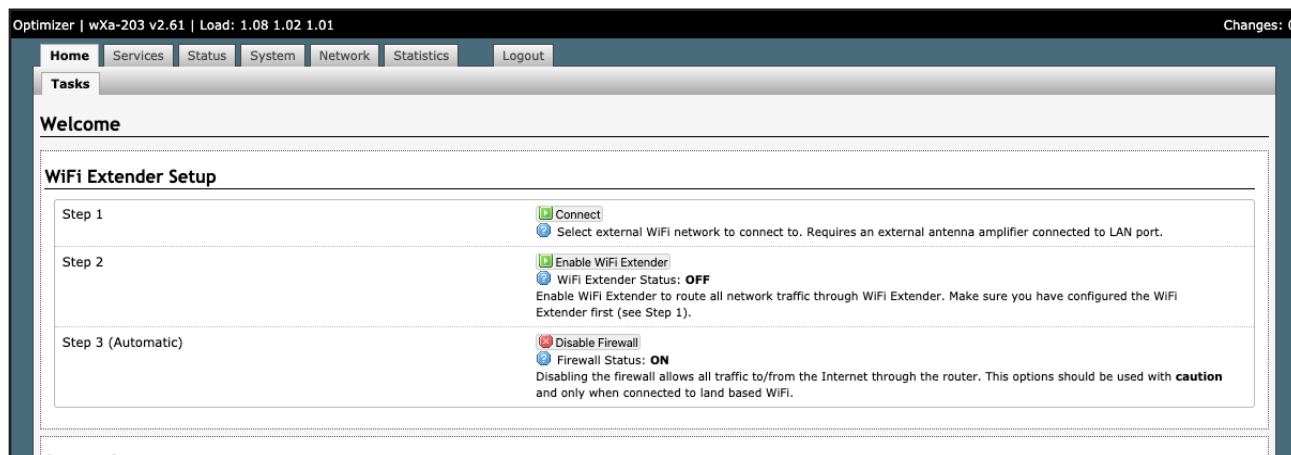 Optimizer | wXa-203 v2.61 | Load: 1.08 1.02 1.01
Changes: 0
Home Services Status System Network Statistics Logout
Tasks
Welcome
WiFi Extender Setup
Step 1
Connect
Select external WiFi network to connect to. Requires an external antenna amplifier connected to LAN port.
Step 2
Enable WiFi Extender
WiFi Extender Status: OFF
Enable WiFi Extender to route all network traffic through WiFi Extender. Make sure you have configured the WiFi
Extender first (see Step 1).
Step 3 (Automatic)
Disable Firewall
Firewall Status: ON
Disabling the firewall allows all traffic to/from the Internet through the router. This options should be used with caution
and only when connected to land based WiFi.